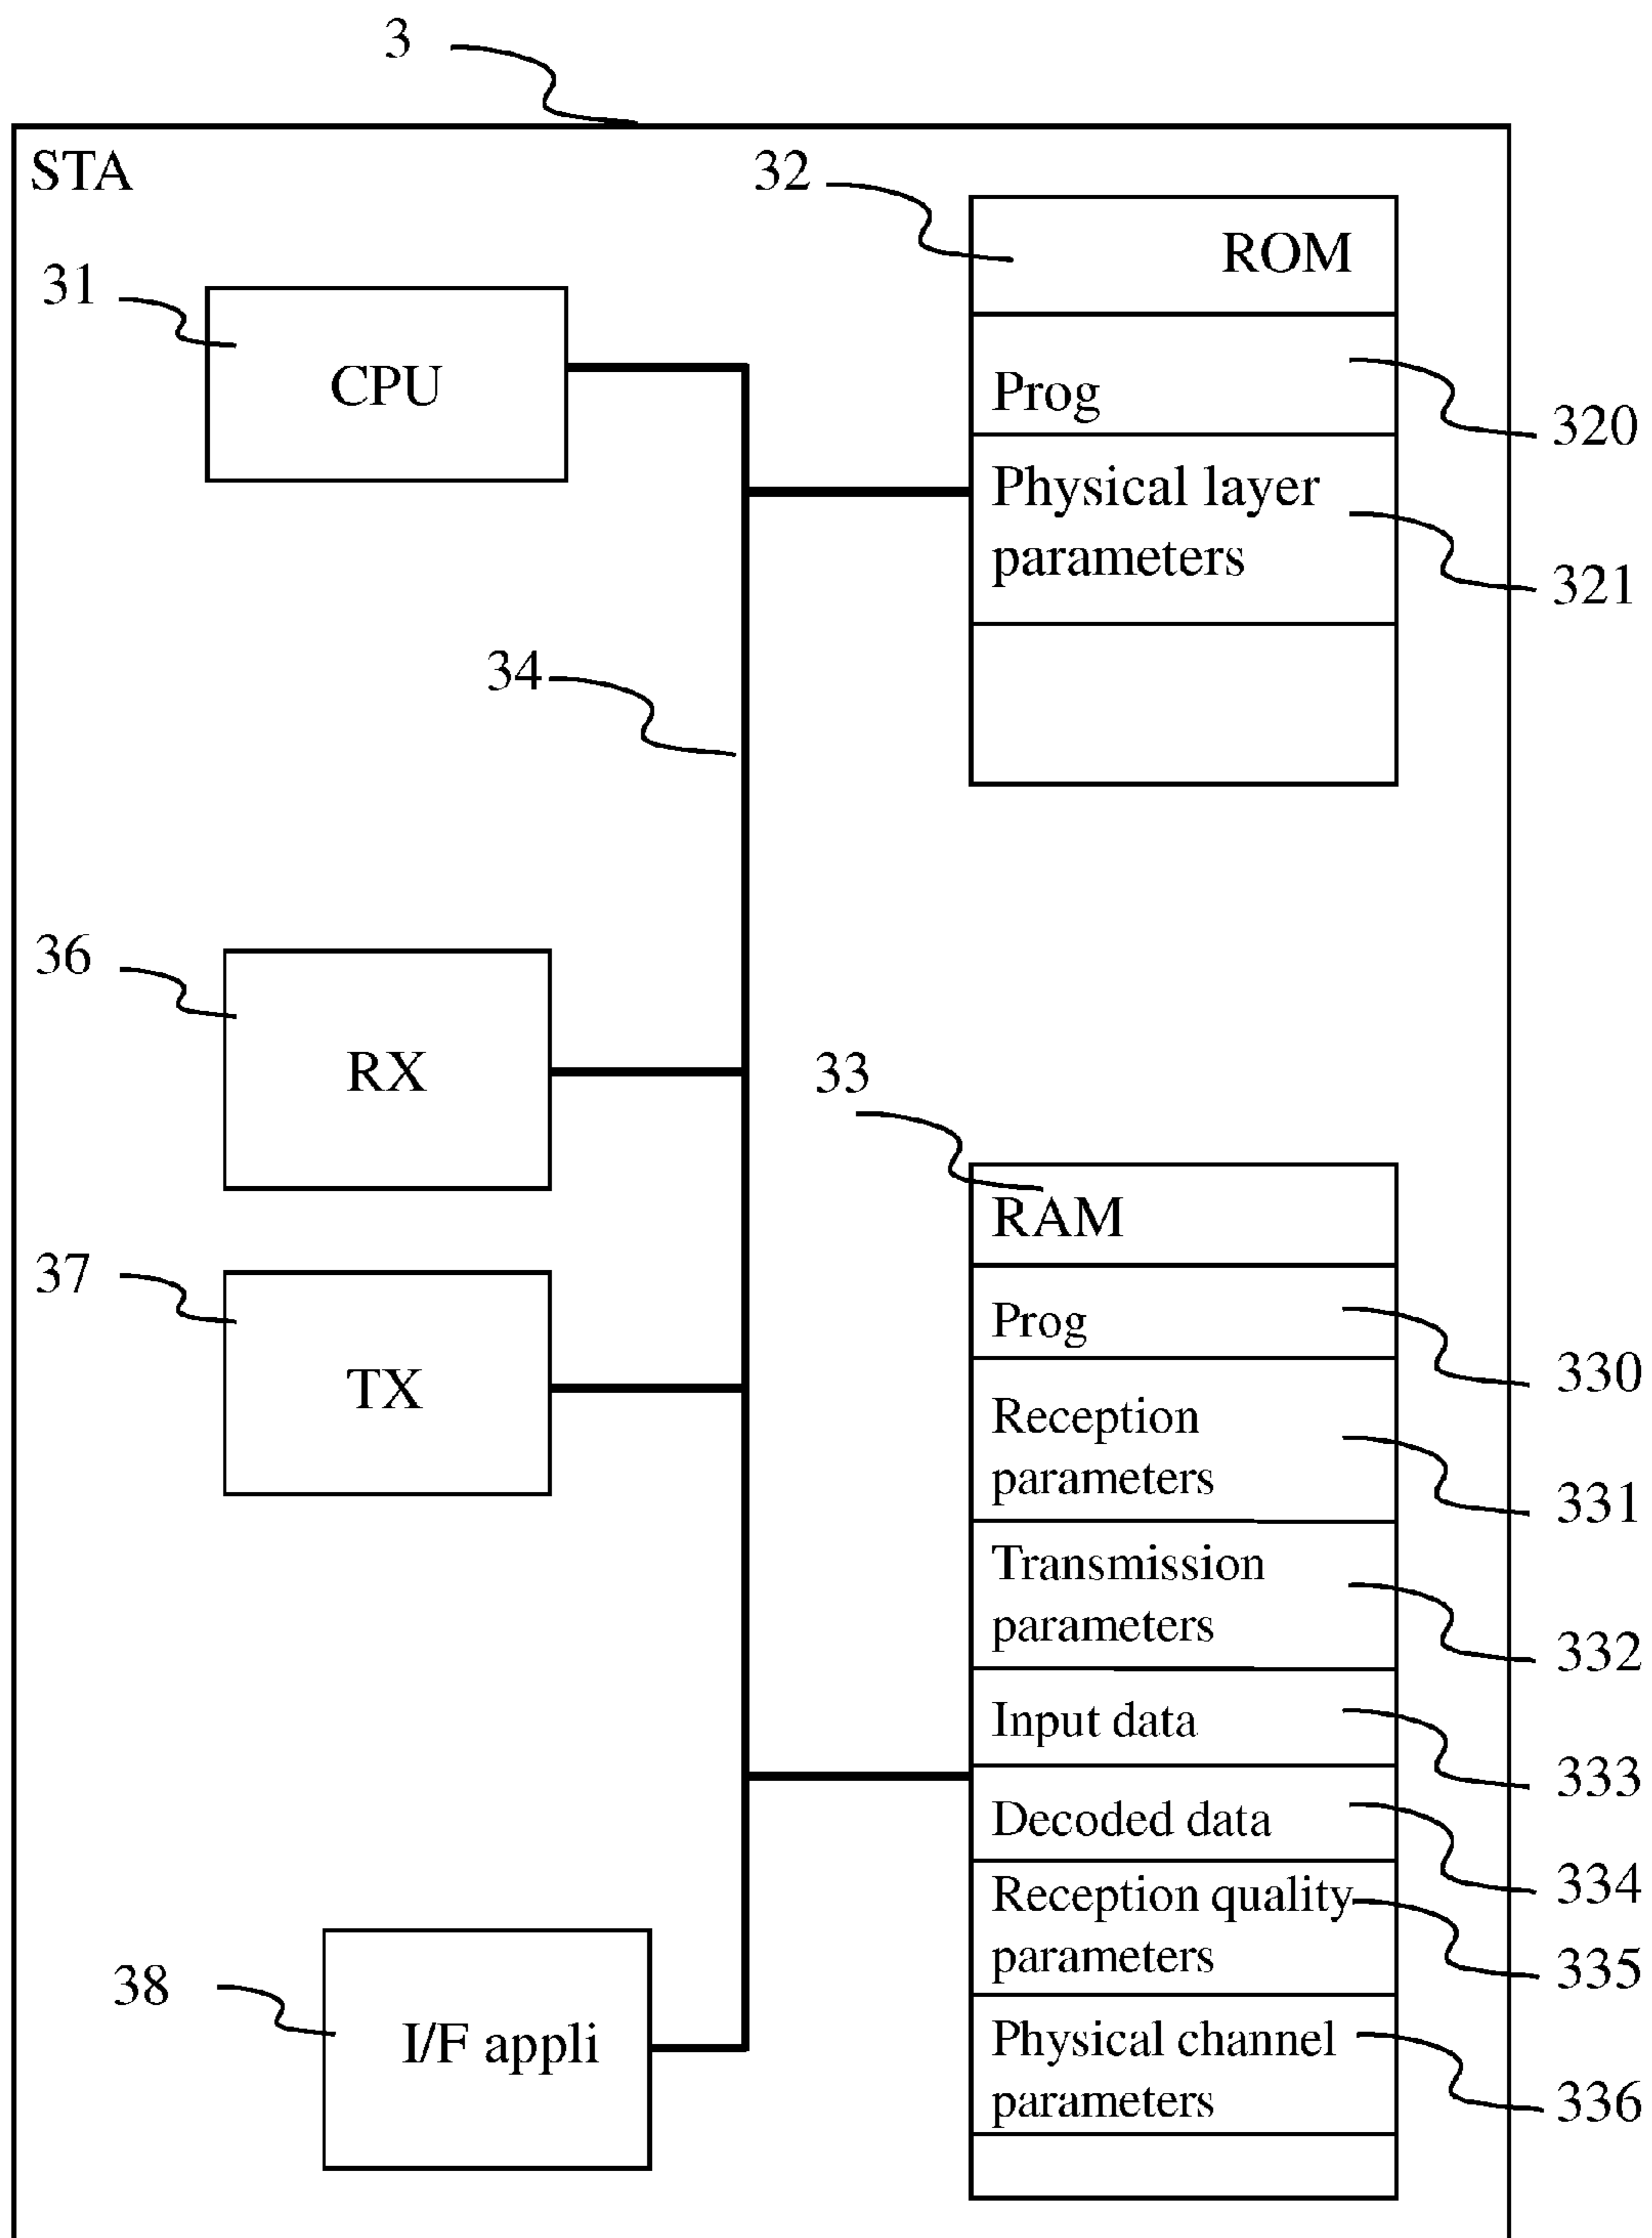 3
STA
32
ROM
31
CPU
Prog
320
Physical layer
parameters
321
34
36
RX
33
RAM
37
TX
Prog
330
Reception
parameters
331
Transmission
parameters
332
Input data
333
Decoded data
334
Reception quality
parameters
335
38
I/F appli
Physical channel
parameters
336